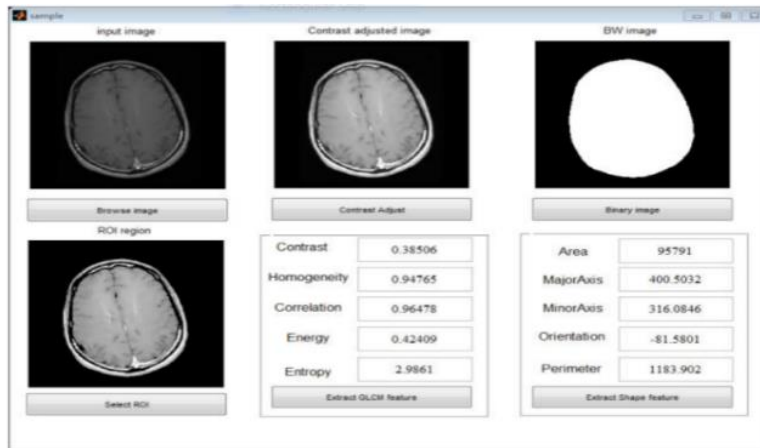 sample
input image
Contrast adjusted image
BW image
Browse image
Contrast Adjust
Binary image
ROI region
Contrast 0.38506
Homogeneity 0.94765
Correlation 0.96478
Energy 0.42409
Entropy 2.9861
Extract GLCM feature
Area 95791
MajorAxis 400.5032
MinorAxis 316.0846
Orientation -81.5801
Perimeter 1183.902
Extract Shape feature
Select ROI